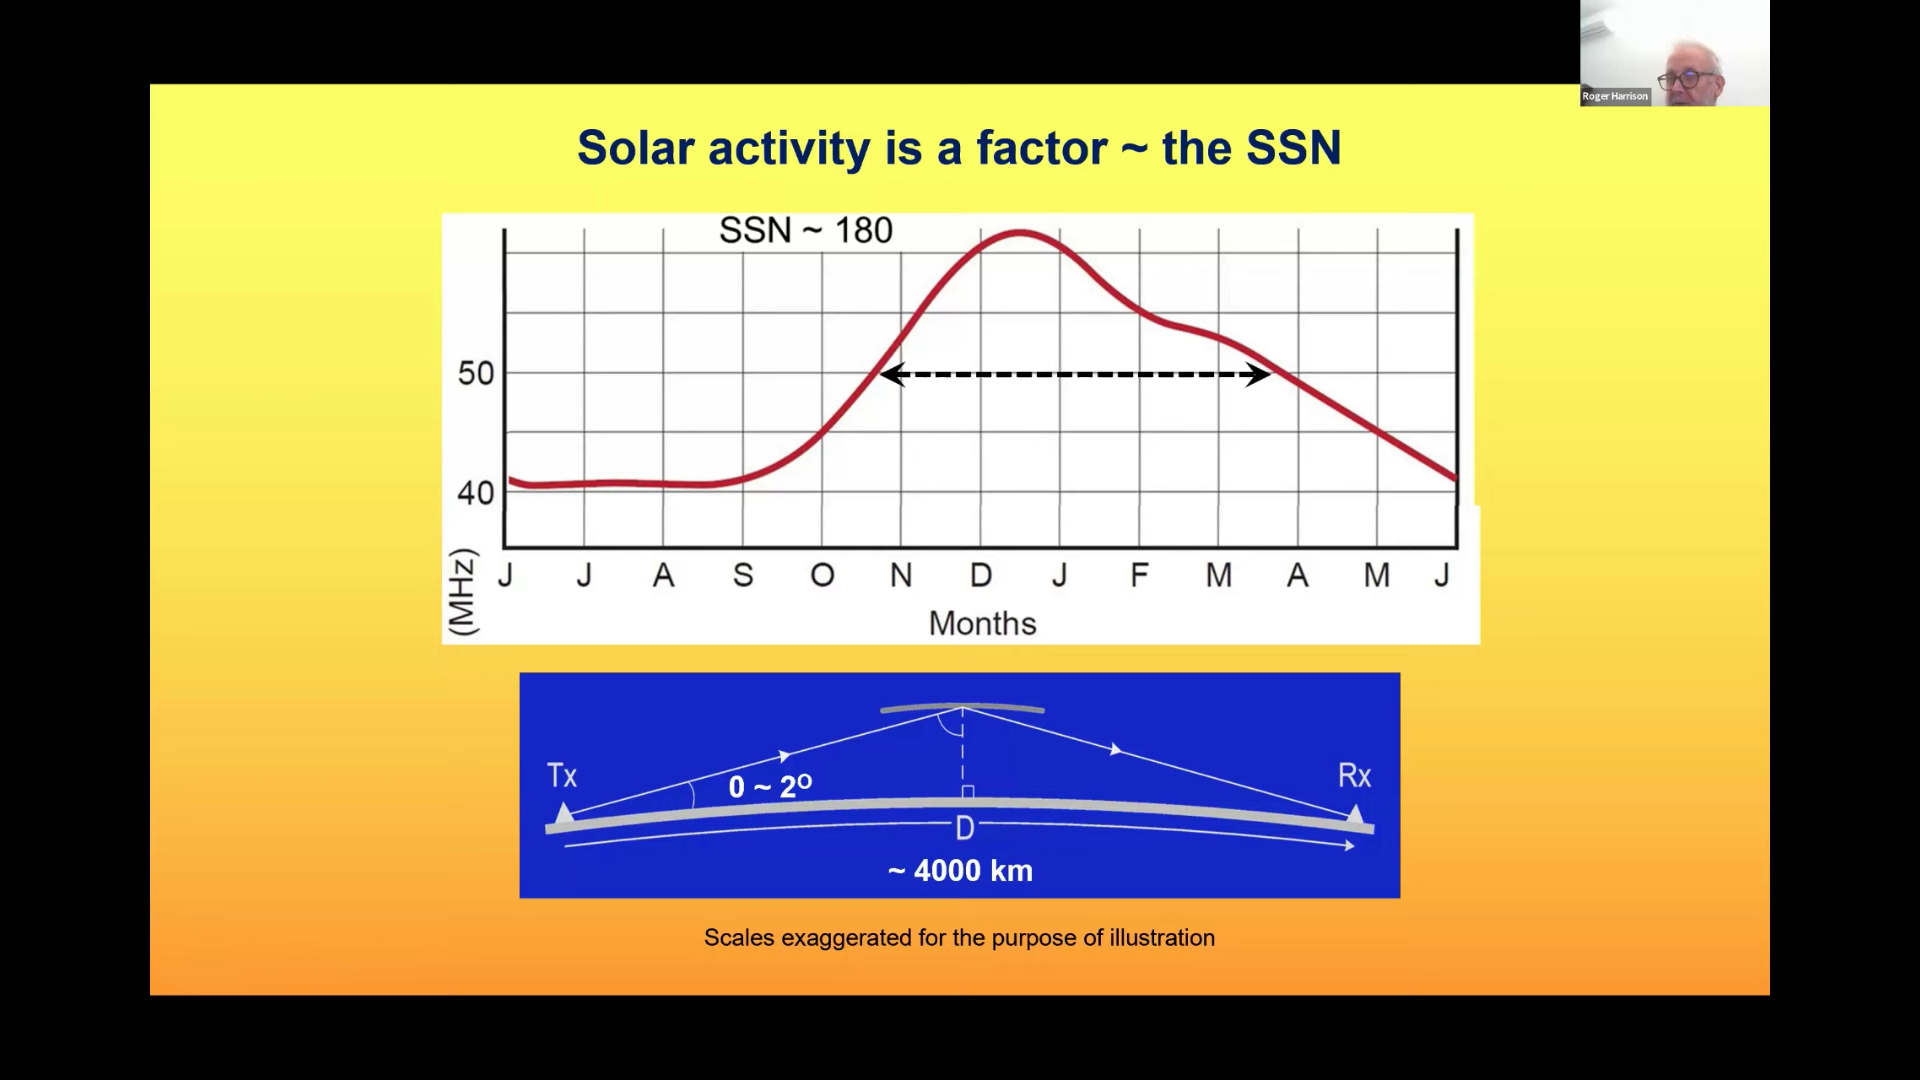 Roger Harrison
Solar activity is a factor ~ the SSN
SSN ~ 180
50
40
(MHz)
J J A S O N D J F M A M J
Months
Tx
0 ~ 2º
Rx
D
~ 4000 km
Scales exaggerated for the purpose of illustration